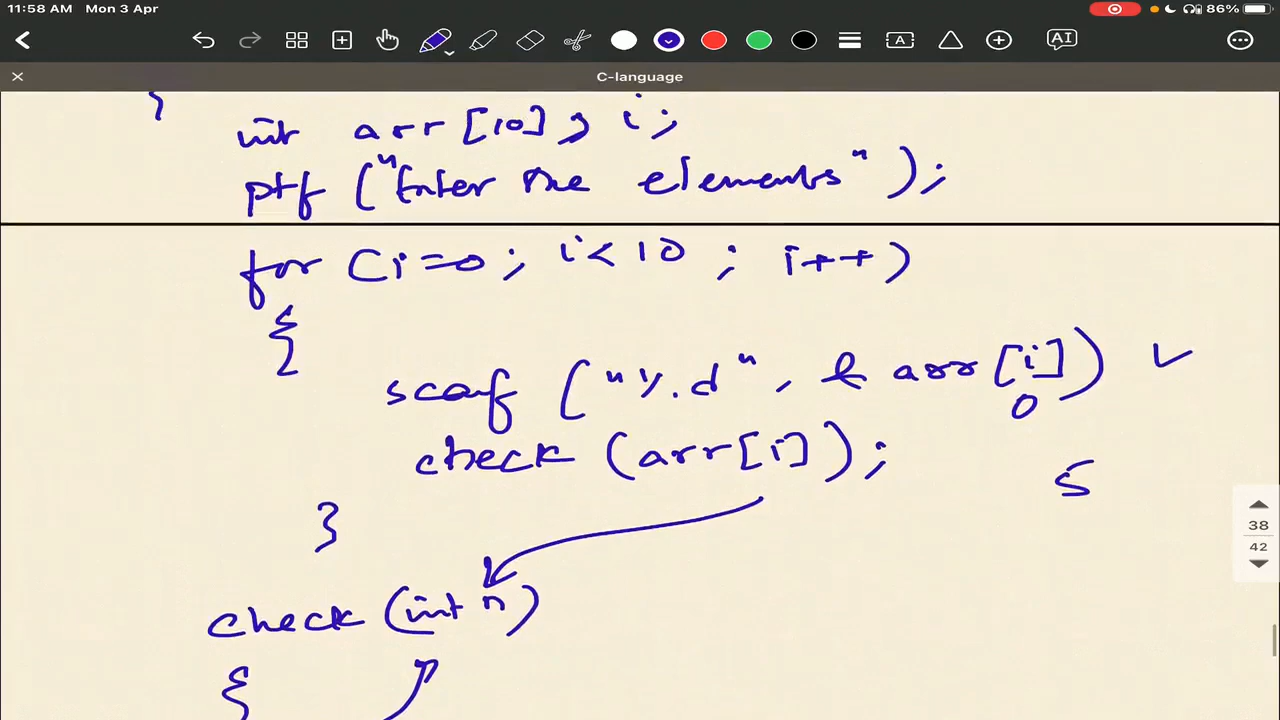 11:58 AM Mon 3 Apr
86%
A
AI
C-language
}
int arr [10], i;
ptf ("Enter the elements");
for (i=0; i<10; i++)
{
scanf ("%d", & arr[i])
0
check (arr[i]);
5
}
38
42
check (int n)
{